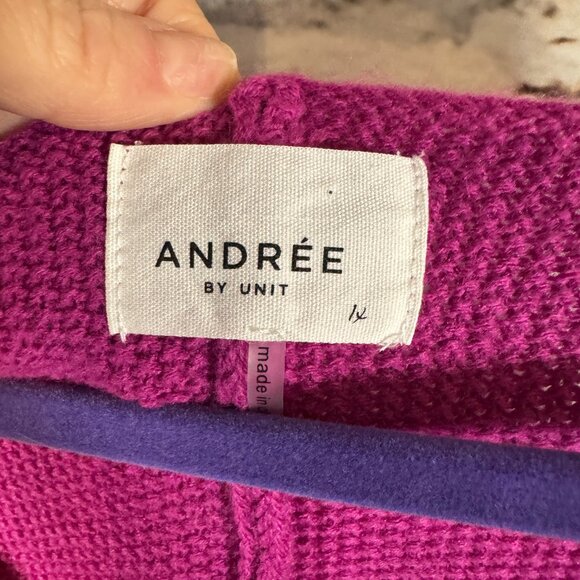 ANDRÉE
BY UNIT
1x
made in